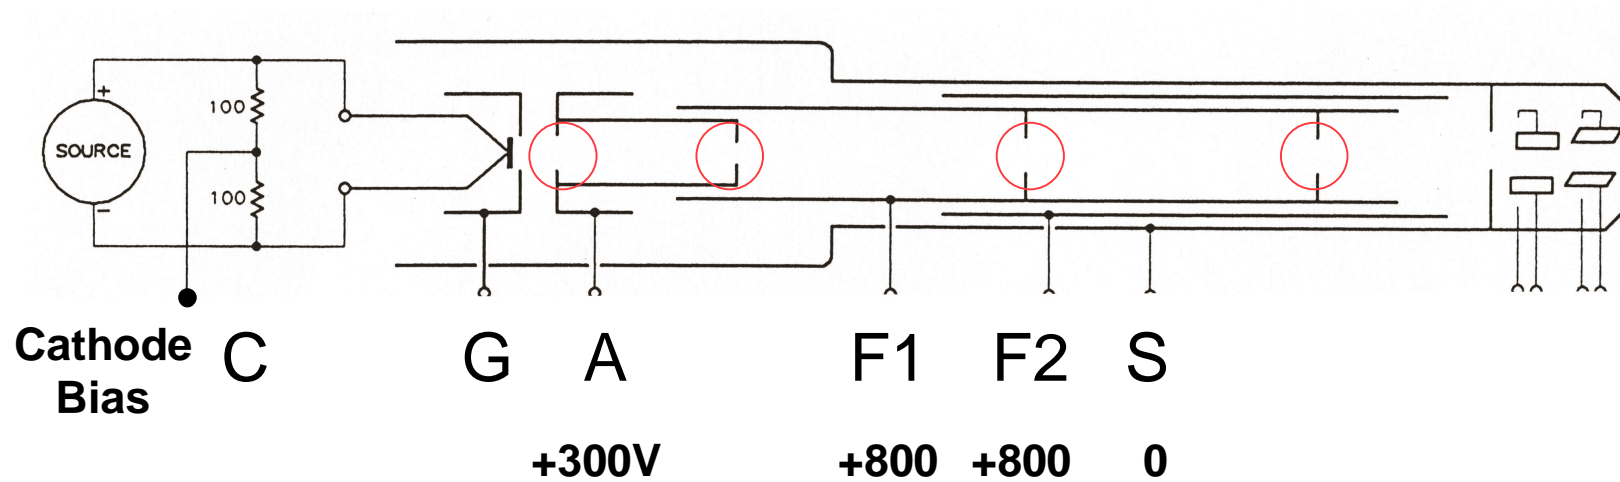 +
100
SOURCE
100
−
Cathode
Bias
C G A F1 F2 S
+300V +800 +800 0